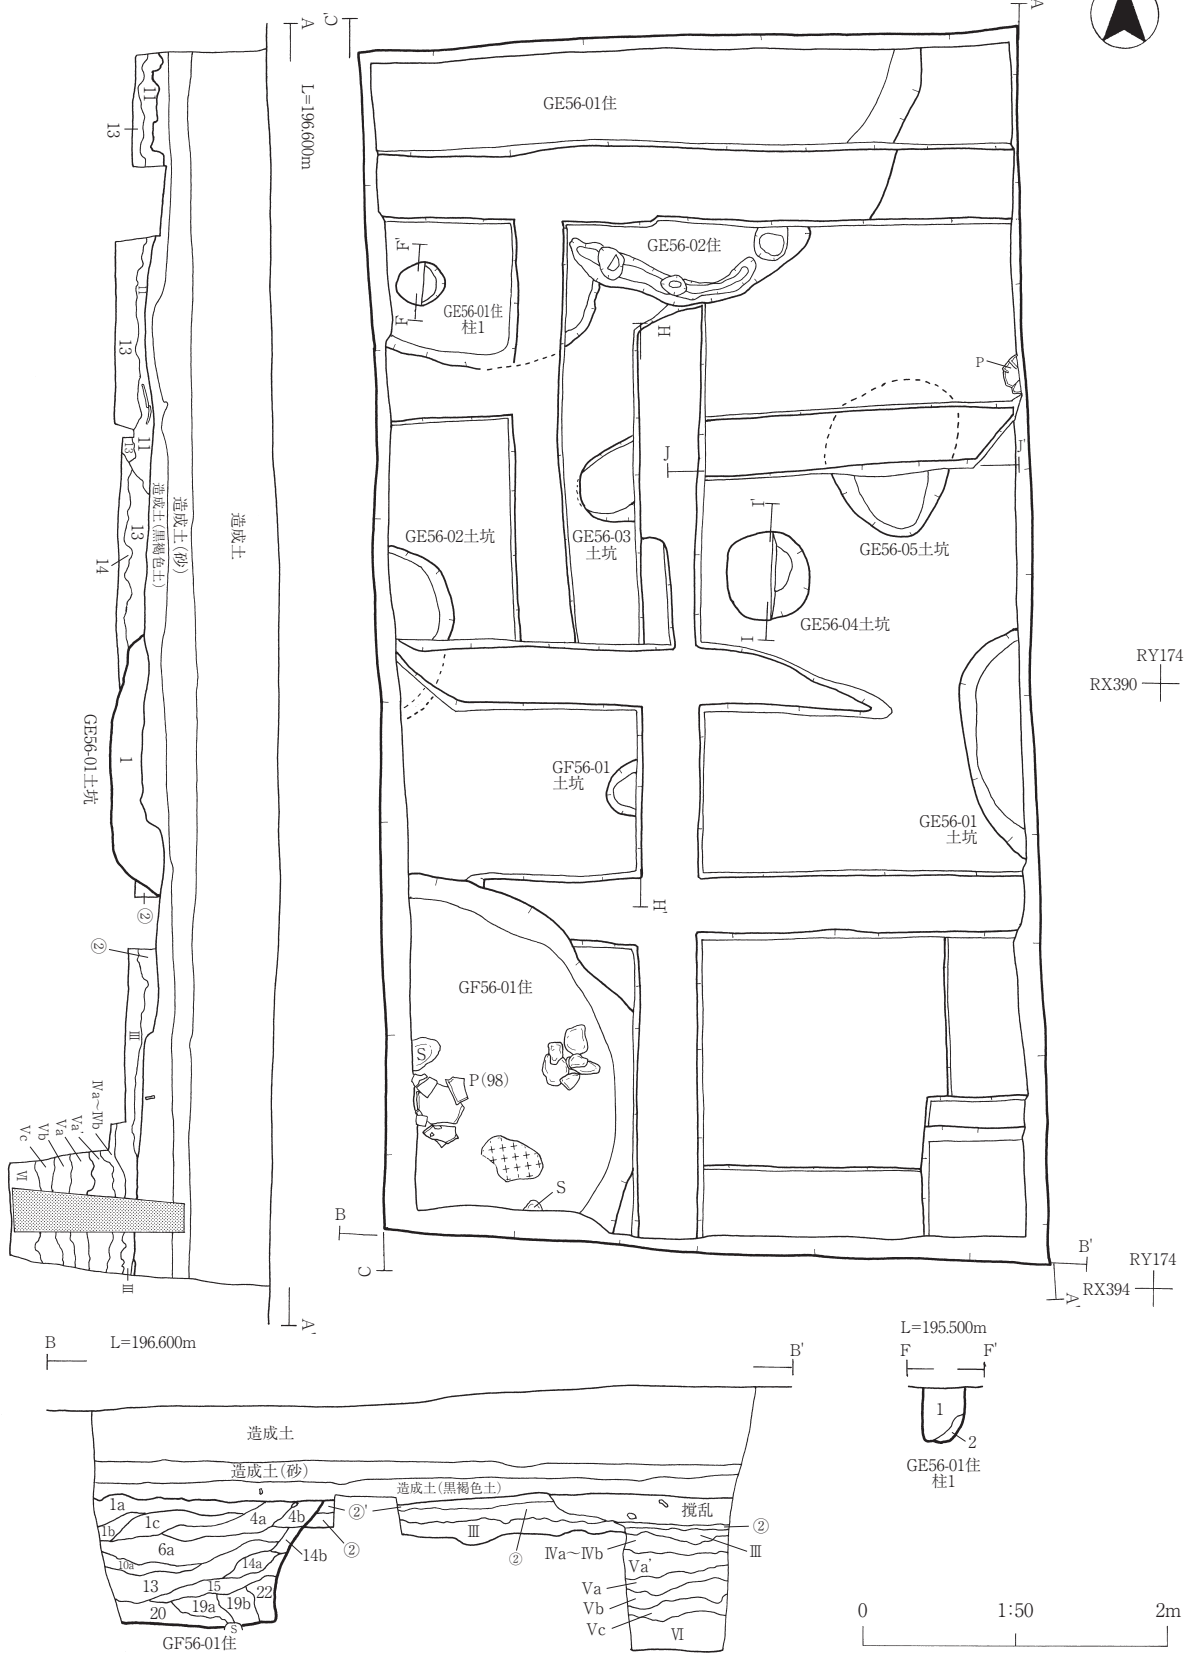 A
C'
A
L=196.600m
11
13
GE56-01住
F'
F
GE56-01住
柱1
GE56-02住
H
P
11
13
11
13
13
14
造成土(黒褐色土)
造成土(砂)
造成土
J
J'
GE56-02土坑
GE56-03
土坑
I'
I
GE56-05土坑
GE56-04土坑
RY174
RX390
GE56-01土坑
1
GF56-01
土坑
GE56-01
土坑
②
②
H'
GF56-01住
Ⅲ
S
P(98)
S
Ⅳa~Ⅳb
Va'
Va
Vb
Vc
Ⅵ
Ⅲ
B
C
B'
A'
RY174
RX394
A'
B
L=196.600m
B'
L=195.500m
F
F'
1
2
GE56-01住
柱1
造成土
造成土(砂)
造成土(黒褐色土)
撹乱
1a
1b
1c
4a
4b
②'
②
6a
10a
14a
14b
13
15
19a
19b
22
20
S
GF56-01住
Ⅲ
②
②
Ⅲ
Ⅳa~Ⅳb
Va'
Va
Vb
Vc
Ⅵ
0
1:50
2m